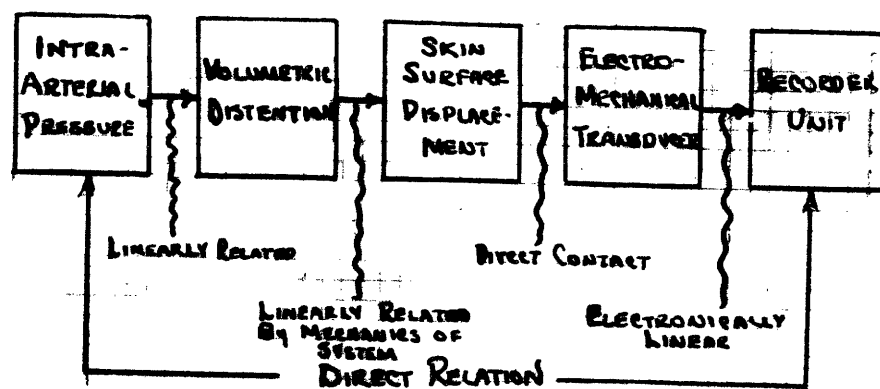 INTRA-
ARTERIAL
PRESSURE
VOLUMETRIC
DISTENTION
SKIN
SURFACE
DISPLACE-
MENT
ELECTRO-
MECHANICAL
TRANSDUCER
RECORDER
UNIT
LINEARLY RELATED
LINEARLY RELATED
By MECHANICS OF
SYSTEM
DIRECT CONTACT
ELECTRONICALLY
LINEAR
DIRECT RELATION